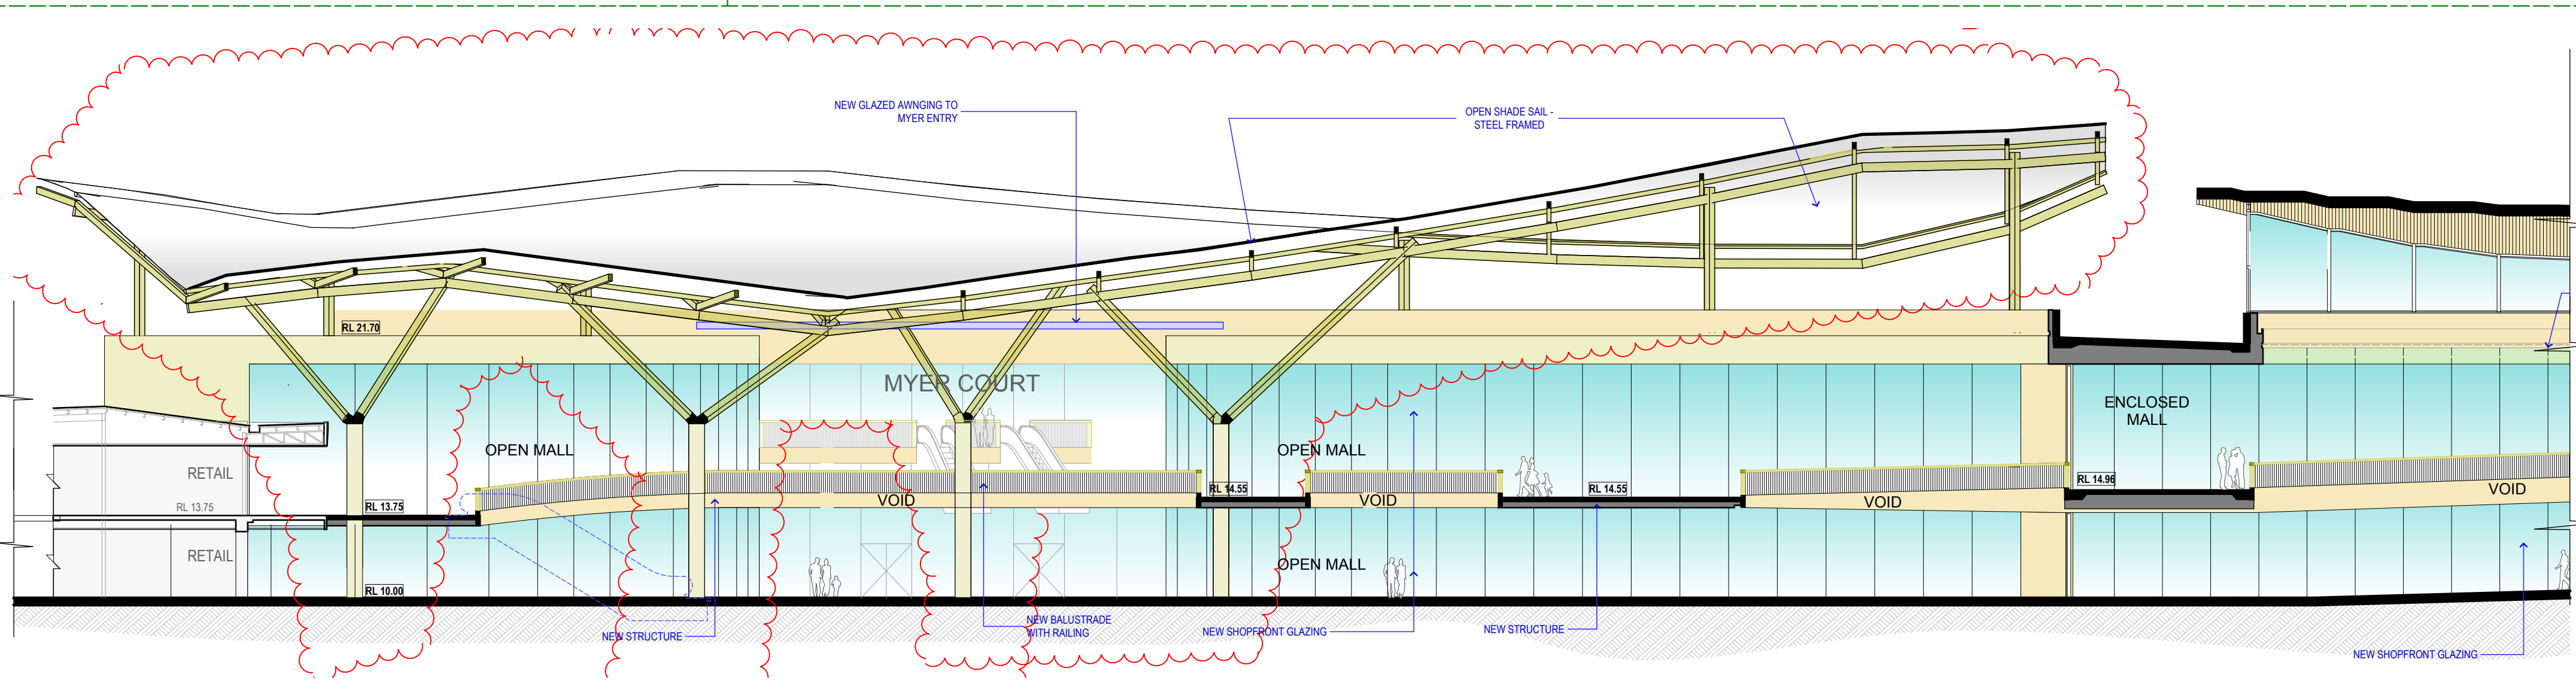 NEW GLAZED AWNGING TO
MYER ENTRY
OPEN SHADE SAIL -
STEEL FRAMED
RL 21.70
MYER COURT
ENCLOSED
MALL
OPEN MALL
OPEN MALL
RETAIL
RL 13.75
RL 13.75
VOID
RL 14.55
VOID
RL 14.55
VOID
RL 14.96
VOID
RETAIL
OPEN MALL
RL 10.00
NEW STRUCTURE
NEW BALUSTRADE
WITH RAILING
NEW SHOPFRONT GLAZING
NEW STRUCTURE
NEW SHOPFRONT GLAZING